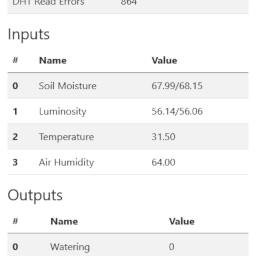 DHT Read Errors 864
Inputs
# Name Value
0 Soil Moisture 67.99/68.15
1 Luminosity 56.14/56.06
2 Temperature 31.50
3 Air Humidity 64.00
Outputs
# Name Value
0 Watering 0